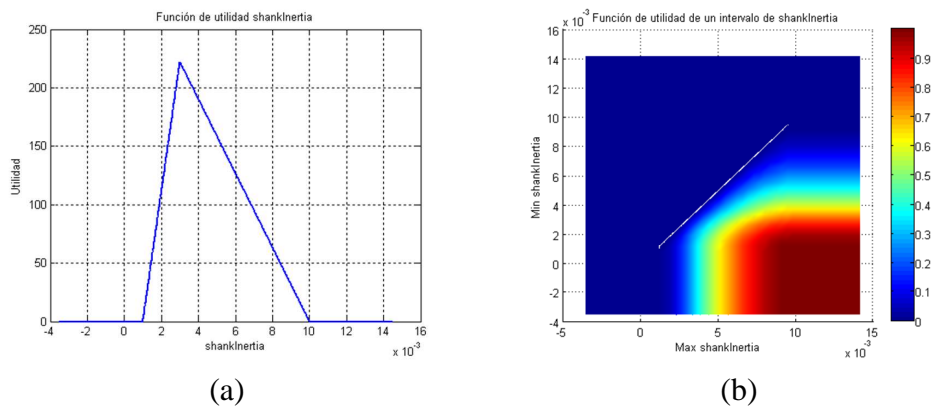 Función de utilidad shankInertia
250
200
150
100
50
0
Utilidad
-4 -2 0 2 4 6 8 10 12 14 16
shankInertia
x 10⁻³
(a)
x 10⁻³
Función de utilidad de un intervalo de shankInertia
16
14
12
10
8
6
4
2
0
-2
-4
Min shankInertia
-5 0 5 10 15
Max shankInertia
x 10⁻³
0.9
0.8
0.7
0.6
0.5
0.4
0.3
0.2
0.1
0
(b)